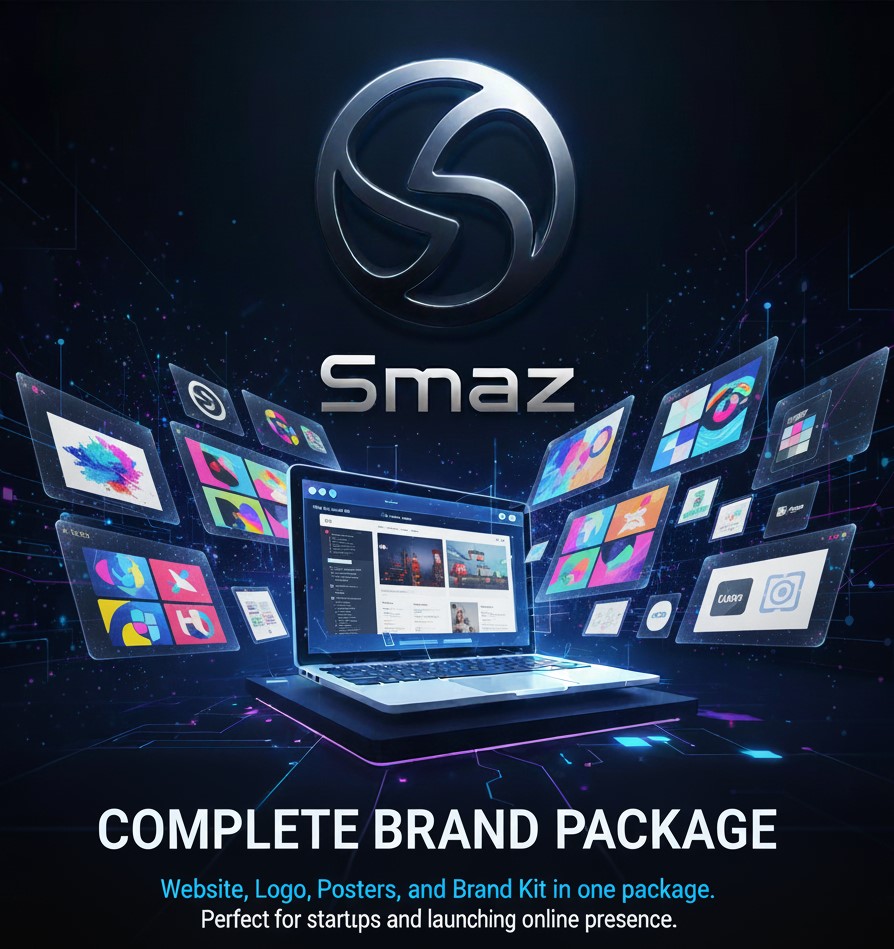 Smaz
COMPLETE BRAND PACKAGE
Website, Logo, Posters, and Brand Kit in one package.
Perfect for startups and launching online presence.